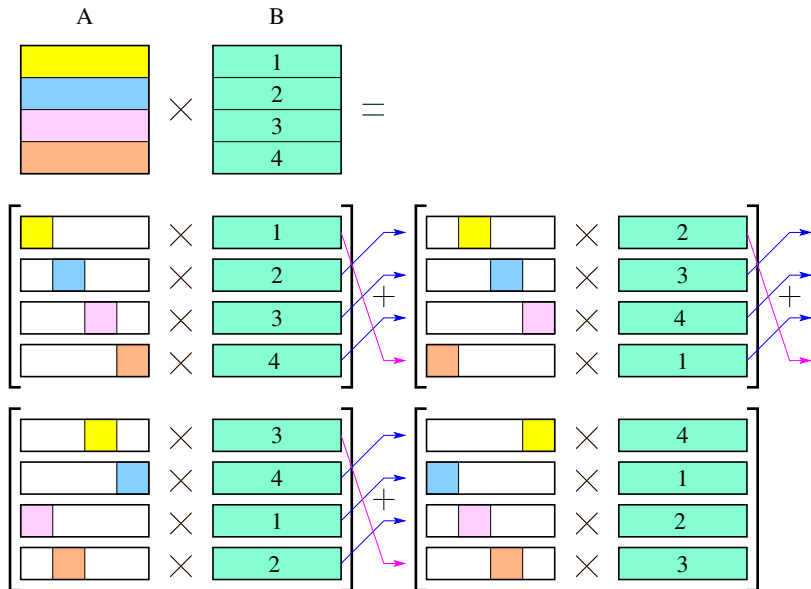 A B
1
2
× =
3
4
× 1 × 2
× 2 × 3
+ +
× 3 × 4
× 4 × 1
× 3 × 4
× 4 × 1
+
× 1 × 2
× 2 × 3